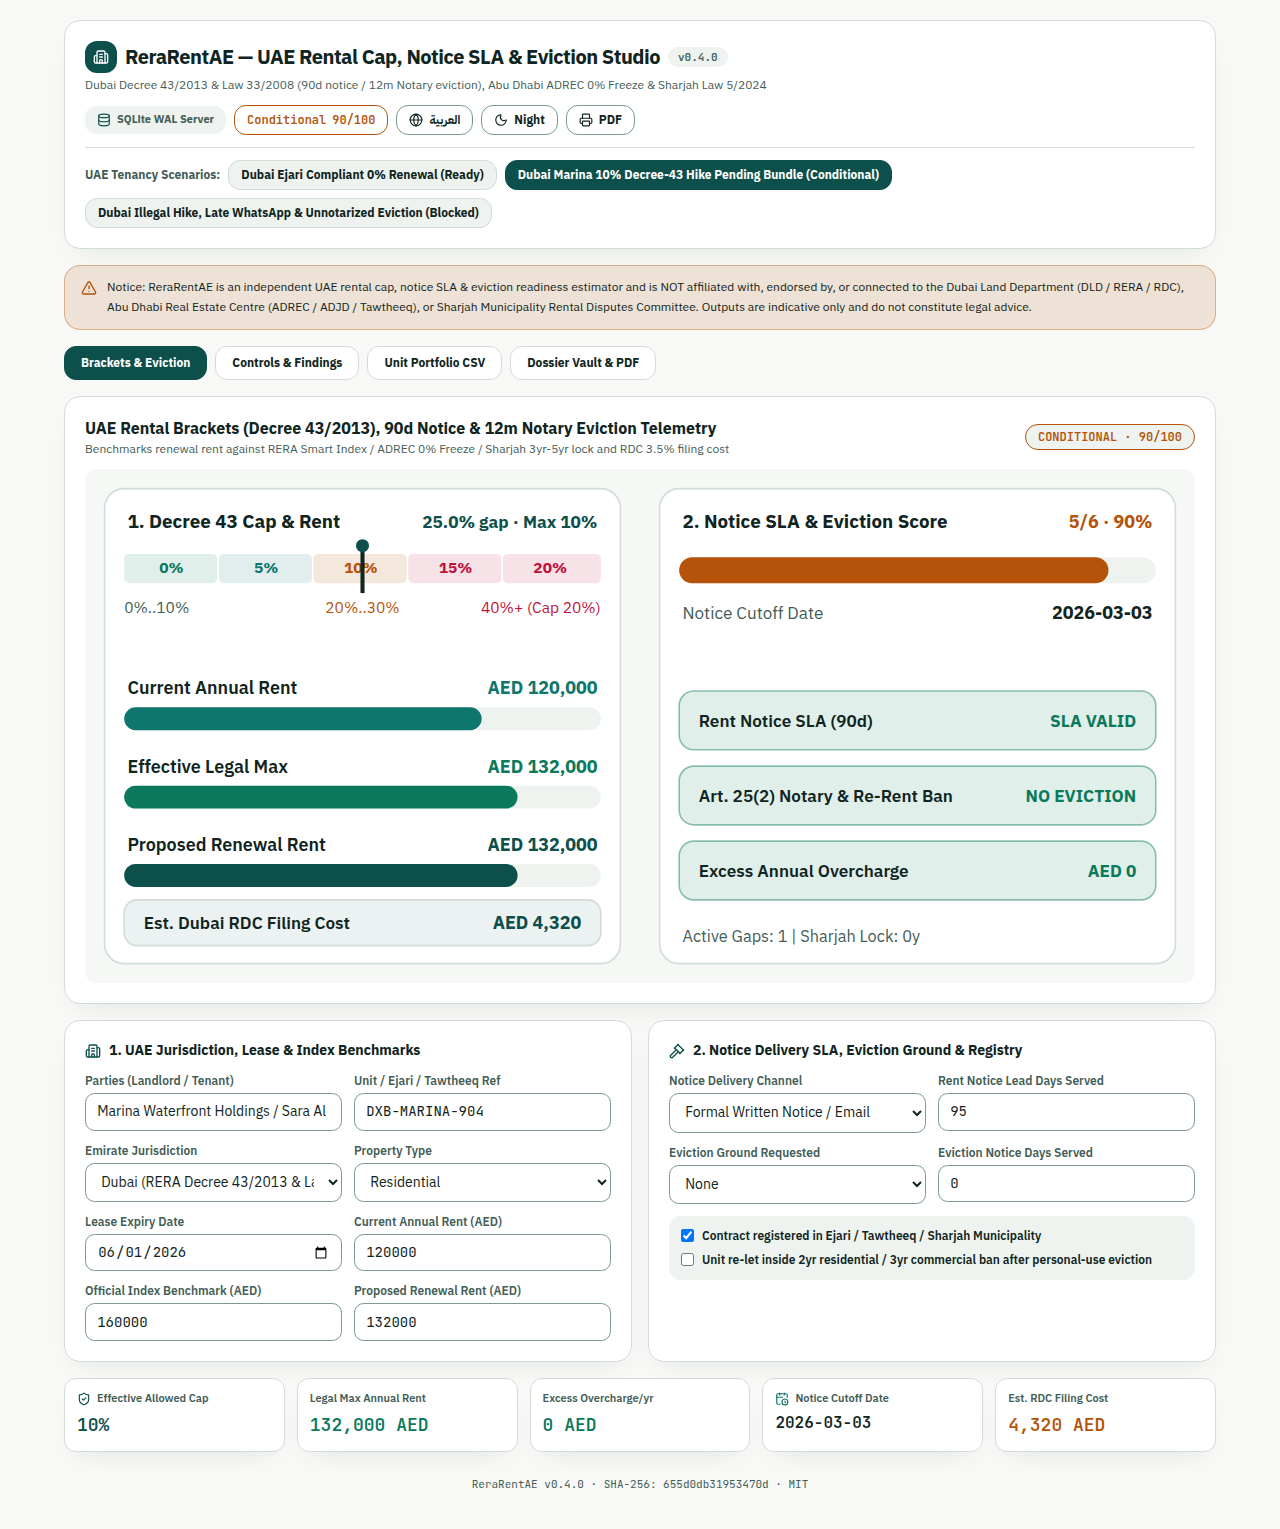 ReraRentAE — UAE Rental Cap, Notice SLA & Eviction Studio v0.4.0
Dubai Decree 43/2013 & Law 33/2008 (90d notice / 12m Notary eviction), Abu Dhabi ADREC 0% Freeze & Sharjah Law 5/2024
SQLite WAL Server Conditional 90/100 العربية Night PDF
UAE Tenancy Scenarios: Dubai Ejari Compliant 0% Renewal (Ready) Dubai Marina 10% Decree-43 Hike Pending Bundle (Conditional)
Dubai Illegal Hike, Late WhatsApp & Unnotarized Eviction (Blocked)
Notice: ReraRentAE is an independent UAE rental cap, notice SLA & eviction readiness estimator and is NOT affiliated with, endorsed by, or connected to the Dubai Land Department (DLD / RERA / RDC),
Abu Dhabi Real Estate Centre (ADREC / ADJD / Tawtheeq), or Sharjah Municipality Rental Disputes Committee. Outputs are indicative only and do not constitute legal advice.
Brackets & Eviction Controls & Findings Unit Portfolio CSV Dossier Vault & PDF
UAE Rental Brackets (Decree 43/2013), 90d Notice & 12m Notary Eviction Telemetry
Benchmarks renewal rent against RERA Smart Index / ADREC 0% Freeze / Sharjah 3yr-5yr lock and RDC 3.5% filing cost
CONDITIONAL · 90/100
1. Decree 43 Cap & Rent 25.0% gap · Max 10%
0% 5% 10% 15% 20%
0%..10% 20%..30% 40%+ (Cap 20%)
Current Annual Rent AED 120,000
Effective Legal Max AED 132,000
Proposed Renewal Rent AED 132,000
Est. Dubai RDC Filing Cost AED 4,320
2. Notice SLA & Eviction Score 5/6 · 90%
Notice Cutoff Date 2026-03-03
Rent Notice SLA (90d) SLA VALID
Art. 25(2) Notary & Re-Rent Ban NO EVICTION
Excess Annual Overcharge AED 0
Active Gaps: 1 | Sharjah Lock: 0y
1. UAE Jurisdiction, Lease & Index Benchmarks
Parties (Landlord / Tenant) Unit / Ejari / Tawtheeq Ref
Marina Waterfront Holdings / Sara Al DXB-MARINA-904
Emirate Jurisdiction Property Type
Dubai (RERA Decree 43/2013 & La Residential
Lease Expiry Date Current Annual Rent (AED)
06/01/2026 120000
Official Index Benchmark (AED) Proposed Renewal Rent (AED)
160000 132000
2. Notice Delivery SLA, Eviction Ground & Registry
Notice Delivery Channel Rent Notice Lead Days Served
Formal Written Notice / Email 95
Eviction Ground Requested Eviction Notice Days Served
None 0
Contract registered in Ejari / Tawtheeq / Sharjah Municipality
Unit re-let inside 2yr residential / 3yr commercial ban after personal-use eviction
Effective Allowed Cap Legal Max Annual Rent Excess Overcharge/yr Notice Cutoff Date Est. RDC Filing Cost
10% 132,000 AED 0 AED 2026-03-03 4,320 AED
ReraRentAE v0.4.0 · SHA-256: 655d0db31953470d · MIT